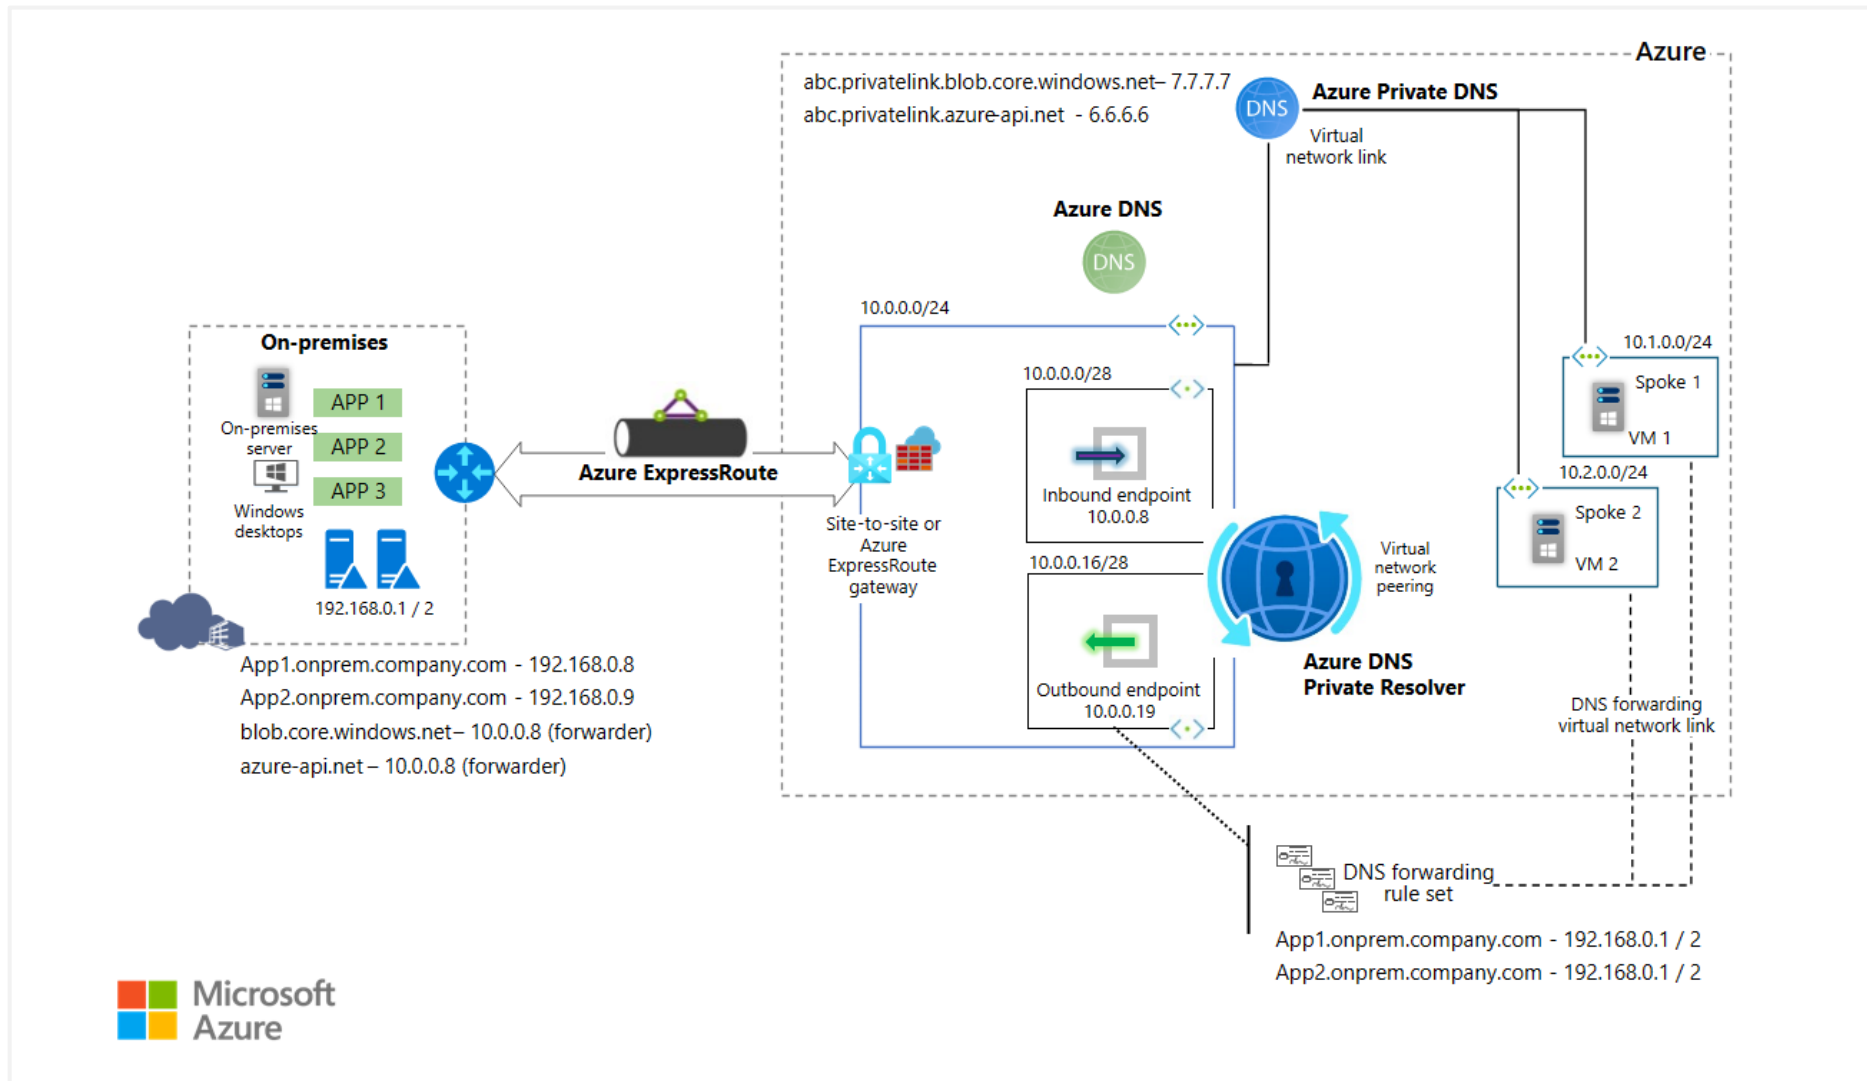 Azure
abc.privatelink.blob.core.windows.net– 7.7.7.7
abc.privatelink.azure-api.net - 6.6.6.6
DNS
Azure Private DNS
Virtual
network link
Azure DNS
DNS
10.0.0.0/24
On-premises
On-premises
server
Windows
desktops
APP 1
APP 2
APP 3
192.168.0.1 / 2
App1.onprem.company.com - 192.168.0.8
App2.onprem.company.com - 192.168.0.9
blob.core.windows.net– 10.0.0.8 (forwarder)
azure-api.net – 10.0.0.8 (forwarder)
Azure ExpressRoute
Site-to-site or
Azure
ExpressRoute
gateway
10.0.0.0/28
Inbound endpoint
10.0.0.8
10.0.0.16/28
Outbound endpoint
10.0.0.19
Azure DNS
Private Resolver
Virtual
network
peering
10.1.0.0/24
Spoke 1
VM 1
10.2.0.0/24
Spoke 2
VM 2
DNS forwarding
virtual network link
DNS forwarding
rule set
App1.onprem.company.com - 192.168.0.1 / 2
App2.onprem.company.com - 192.168.0.1 / 2
Microsoft
Azure